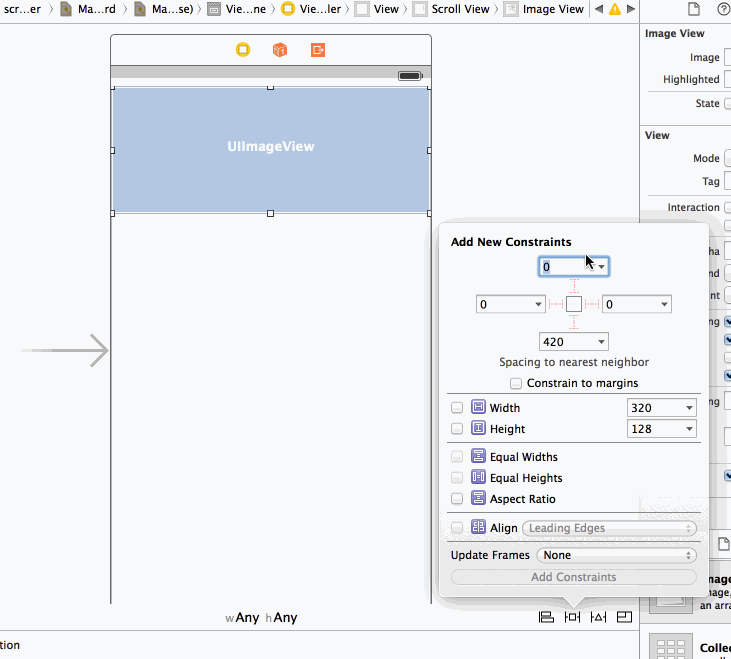 scr...er Ma...rd Ma...se) Vie...ne Vie...ler View Scroll View Image View
Image View
Image
Highlighted
State
View
Mode
Tag
Interaction
UIImageView
Add New Constraints
0
0 0
420
Spacing to nearest neighbor
Constrain to margins
Width 320
Height 128
Equal Widths
Equal Heights
Aspect Ratio
Align Leading Edges
Update Frames None
Add Constraints
wAny hAny
tion
ha
nd
nt
ng
ng
mage
mage,
an arra
Collec